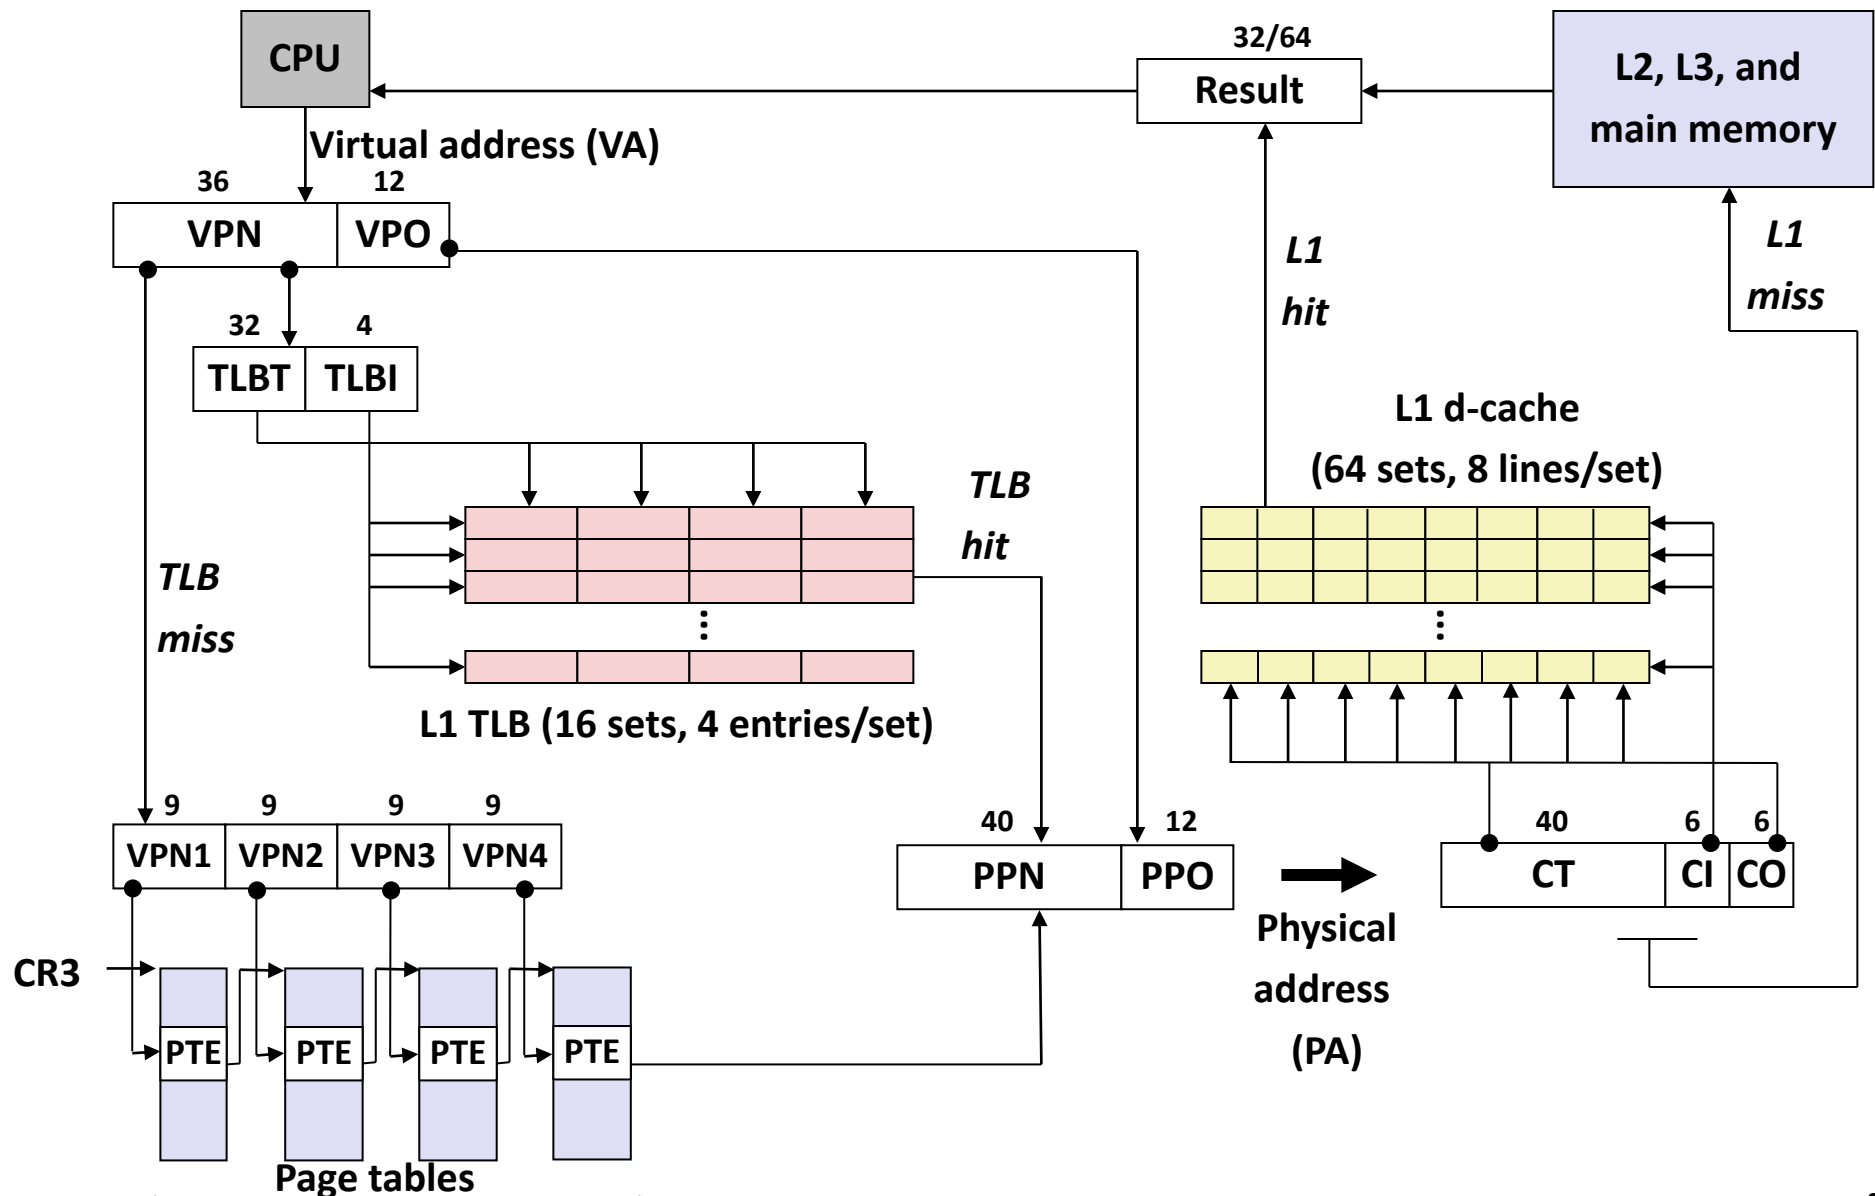 CPU
32/64
Result
L2, L3, and
main memory
Virtual address (VA)
36 12
VPN VPO
L1
hit
L1
miss
32 4
TLBT TLBI
L1 d-cache
(64 sets, 8 lines/set)
TLB
hit
TLB
miss
...
...
L1 TLB (16 sets, 4 entries/set)
9 9 9 9
VPN1 VPN2 VPN3 VPN4
40 12
PPN PPO
40 6 6
CT CI CO
Physical
address
(PA)
CR3
PTE PTE PTE PTE
Page tables